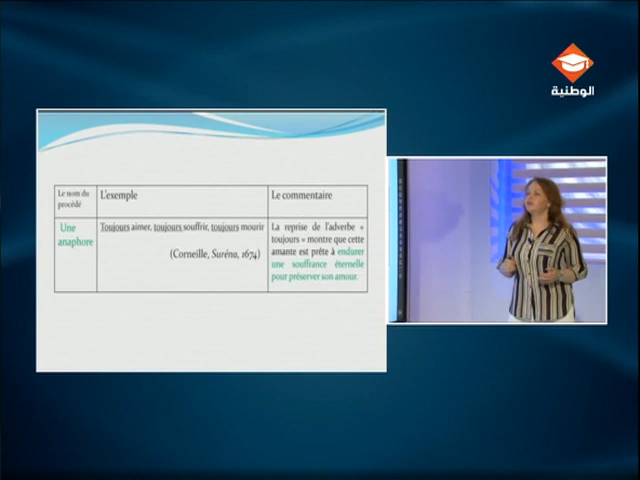 الوطنية
Le nom du
procédé
L'exemple
Le commentaire
Une
anaphore
Toujours aimer, toujours souffrir, toujours mourir
(Corneille, Suréna, 1674)
La reprise de l'adverbe «
toujours » montre que cette
amante est prête à endurer
une souffrance éternelle
pour préserver son amour.